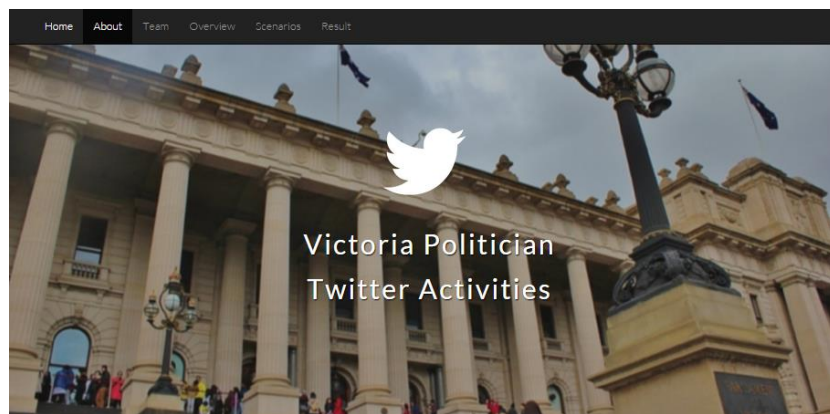 Home About Team Overview Scenarios Result
Victoria Politician
Twitter Activities